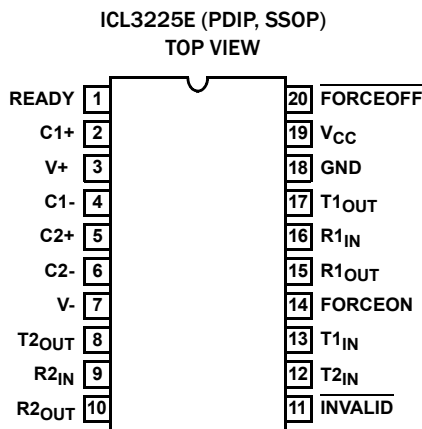 ICL3225E (PDIP, SSOP)
TOP VIEW
READY 1 20 FORCEOFF
C1+ 2 19 VCC
V+ 3 18 GND
C1- 4 17 T1OUT
C2+ 5 16 R1IN
C2- 6 15 R1OUT
V- 7 14 FORCEON
T2OUT 8 13 T1IN
R2IN 9 12 T2IN
R2OUT 10 11 INVALID